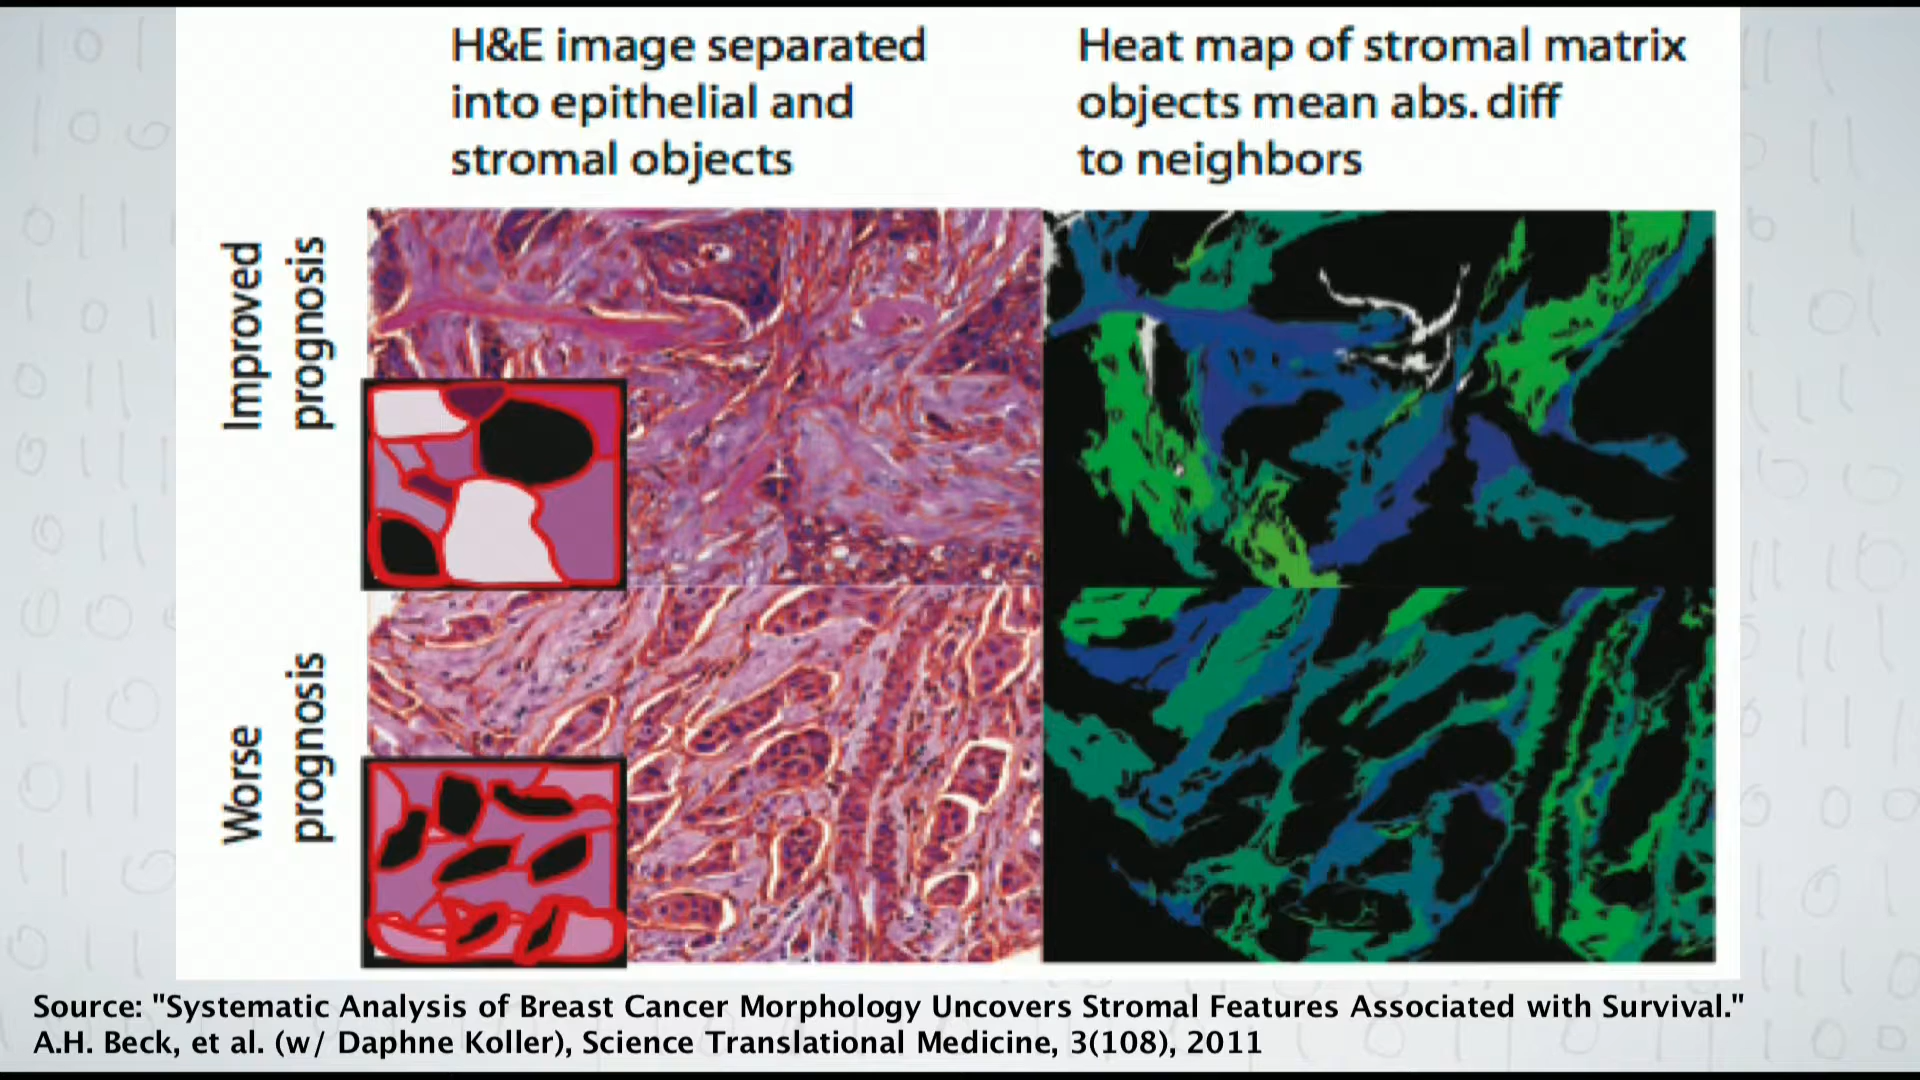 H&E image separated
into epithelial and
stromal objects
Heat map of stromal matrix
objects mean abs. diff
to neighbors
Improved
prognosis
Worse
prognosis
Source: "Systematic Analysis of Breast Cancer Morphology Uncovers Stromal Features Associated with Survival."
A.H. Beck, et al. (w/ Daphne Koller), Science Translational Medicine, 3(108), 2011